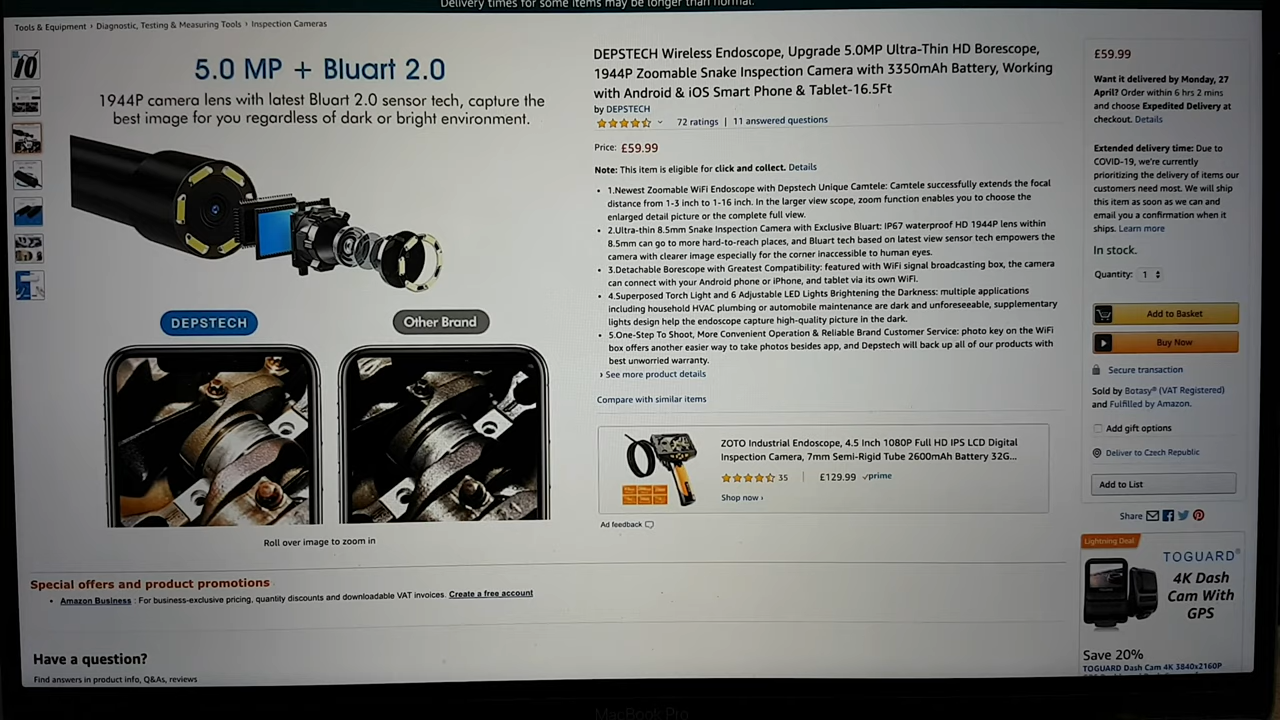 Delivery times for some items may be longer than normal.
Tools & Equipment › Diagnostic, Testing & Measuring Tools › Inspection Cameras
5.0 MP + Bluart 2.0
1944P camera lens with latest Bluart 2.0 sensor tech, capture the
best image for you regardless of dark or bright environment.
DEPSTECH
Other Brand
Roll over image to zoom in
DEPSTECH Wireless Endoscope, Upgrade 5.0MP Ultra-Thin HD Borescope,
1944P Zoomable Snake Inspection Camera with 3350mAh Battery, Working
with Android & iOS Smart Phone & Tablet-16.5Ft
by DEPSTECH
72 ratings | 11 answered questions
Price: £59.99
Note: This item is eligible for click and collect. Details
• 1.Newest Zoomable WiFi Endoscope with Depstech Unique Camtele: Camtele successfully extends the focal
distance from 1-3 inch to 1-16 inch. In the larger view scope, zoom function enables you to choose the
enlarged detail picture or the complete full view.
• 2.Ultra-thin 8.5mm Snake Inspection Camera with Exclusive Bluart: IP67 waterproof HD 1944P lens within
8.5mm can go to more hard-to-reach places, and Bluart tech based on latest view sensor tech empowers the
camera with clearer image especially for the corner inaccessible to human eyes.
• 3.Detachable Borescope with Greatest Compatibility: featured with WiFi signal broadcasting box, the camera
can connect with your Android phone or iPhone, and tablet via its own WiFi.
• 4.Superposed Torch Light and 6 Adjustable LED Lights Brightening the Darkness: multiple applications
including household HVAC plumbing or automobile maintenance are dark and unforeseeable, supplementary
lights design help the endoscope capture high-quality picture in the dark.
• 5.One-Step To Shoot, More Convenient Operation & Reliable Brand Customer Service: photo key on the WiFi
box offers another easier way to take photos besides app, and Depstech will back up all of our products with
best unworried warranty.
› See more product details
Compare with similar items
ZOTO Industrial Endoscope, 4.5 Inch 1080P Full HD IPS LCD Digital
Inspection Camera, 7mm Semi-Rigid Tube 2600mAh Battery 32G...
35 | £129.99 prime
Shop now ›
Ad feedback
£59.99
Want it delivered by Monday, 27
April? Order within 6 hrs 2 mins
and choose Expedited Delivery at
checkout. Details
Extended delivery time: Due to
COVID-19, we're currently
prioritizing the delivery of items our
customers need most. We will ship
this item as soon as we can and
email you a confirmation when it
ships. Learn more
In stock.
Quantity: 1
Add to Basket
Buy Now
Secure transaction
Sold by Botasy® (VAT Registered)
and Fulfilled by Amazon.
Add gift options
Deliver to Czech Republic
Add to List
Share
Lightning Deal
TOGUARD®
4K Dash
Cam With
GPS
Save 20%
TOGUARD Dash Cam 4K 3840x2160P
Special offers and product promotions
• Amazon Business : For business-exclusive pricing, quantity discounts and downloadable VAT invoices. Create a free account
Have a question?
Find answers in product info, Q&As, reviews
MacBook Pro